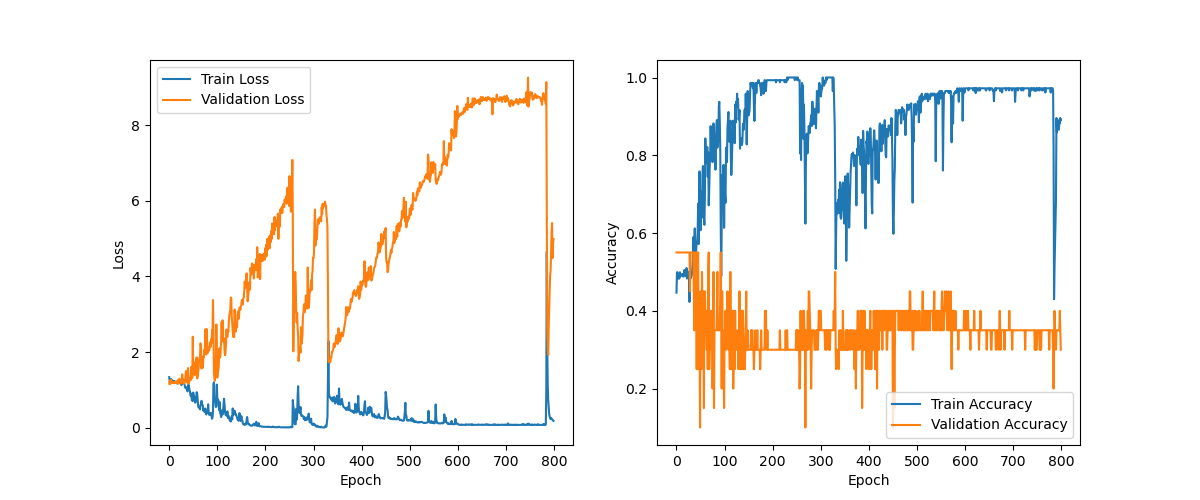 Train Loss
Validation Loss
8
6
4
2
0
Loss
0 100 200 300 400 500 600 700 800
Epoch
1.0
0.8
0.6
0.4
0.2
Accuracy
Train Accuracy
Validation Accuracy
0 100 200 300 400 500 600 700 800
Epoch